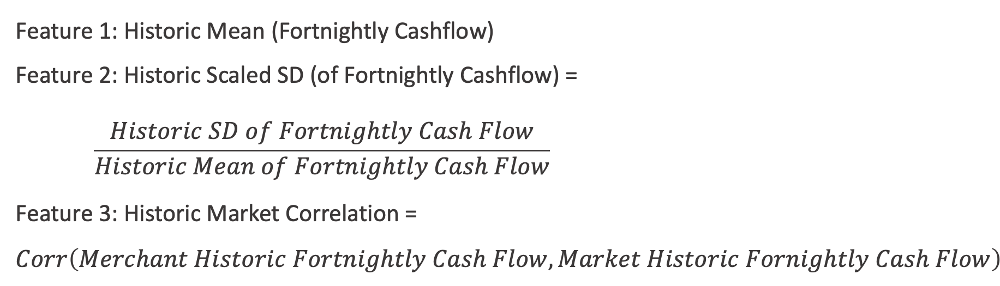 Feature 1: Historic Mean (Fortnightly Cashflow)
Feature 2: Historic Scaled SD (of Fortnightly Cashflow) =
Historic SD of Fortnightly Cash Flow
Historic Mean of Fortnightly Cash Flow
Feature 3: Historic Market Correlation =
Corr(Merchant Historic Fortnightly Cash Flow, Market Historic Fornightly Cash Flow)